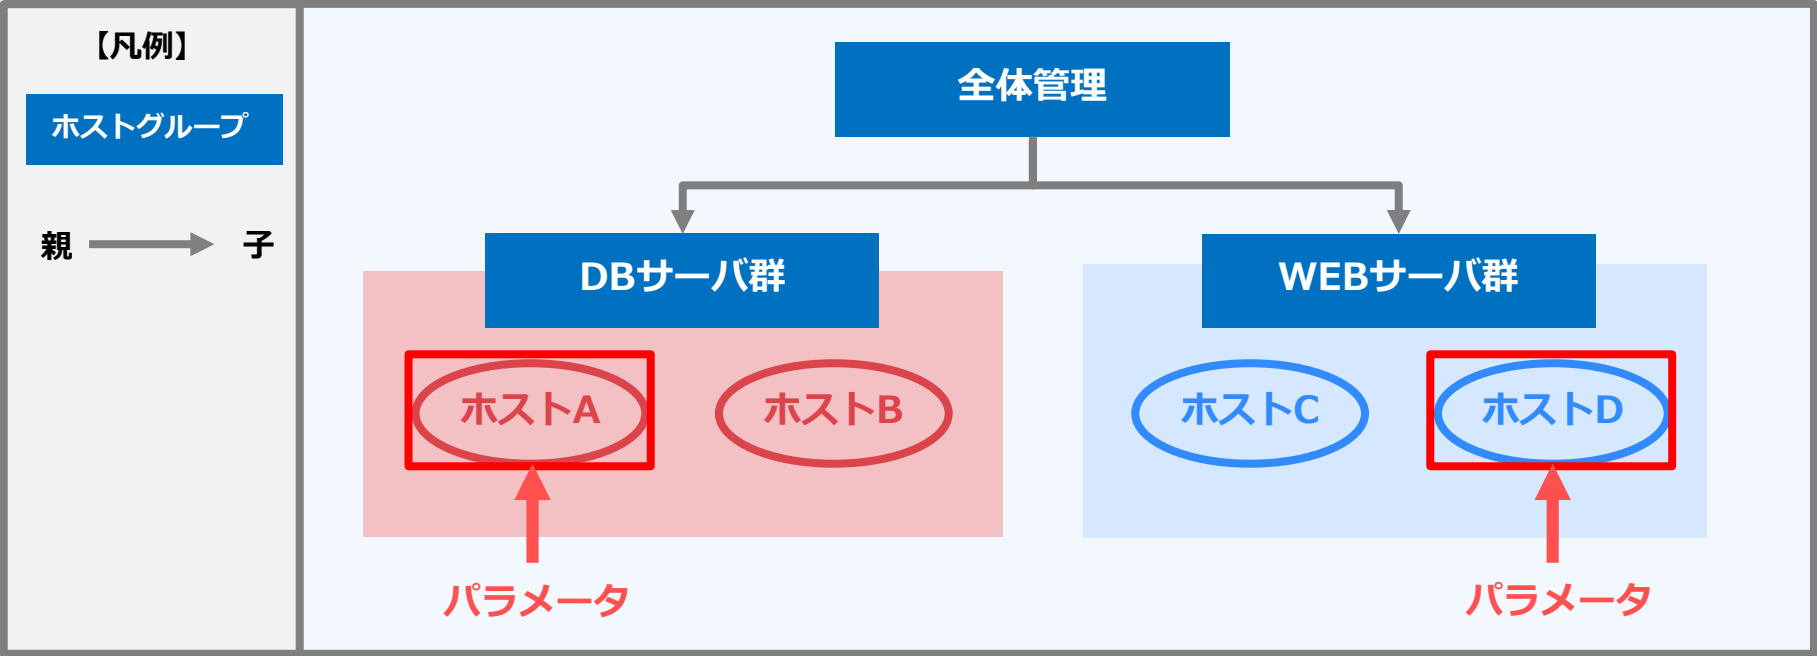 【凡例】
ホストグループ
親
子
全体管理
DBサーバ群
WEBサーバ群
ホストA
ホストB
ホストC
ホストD
パラメータ
パラメータ